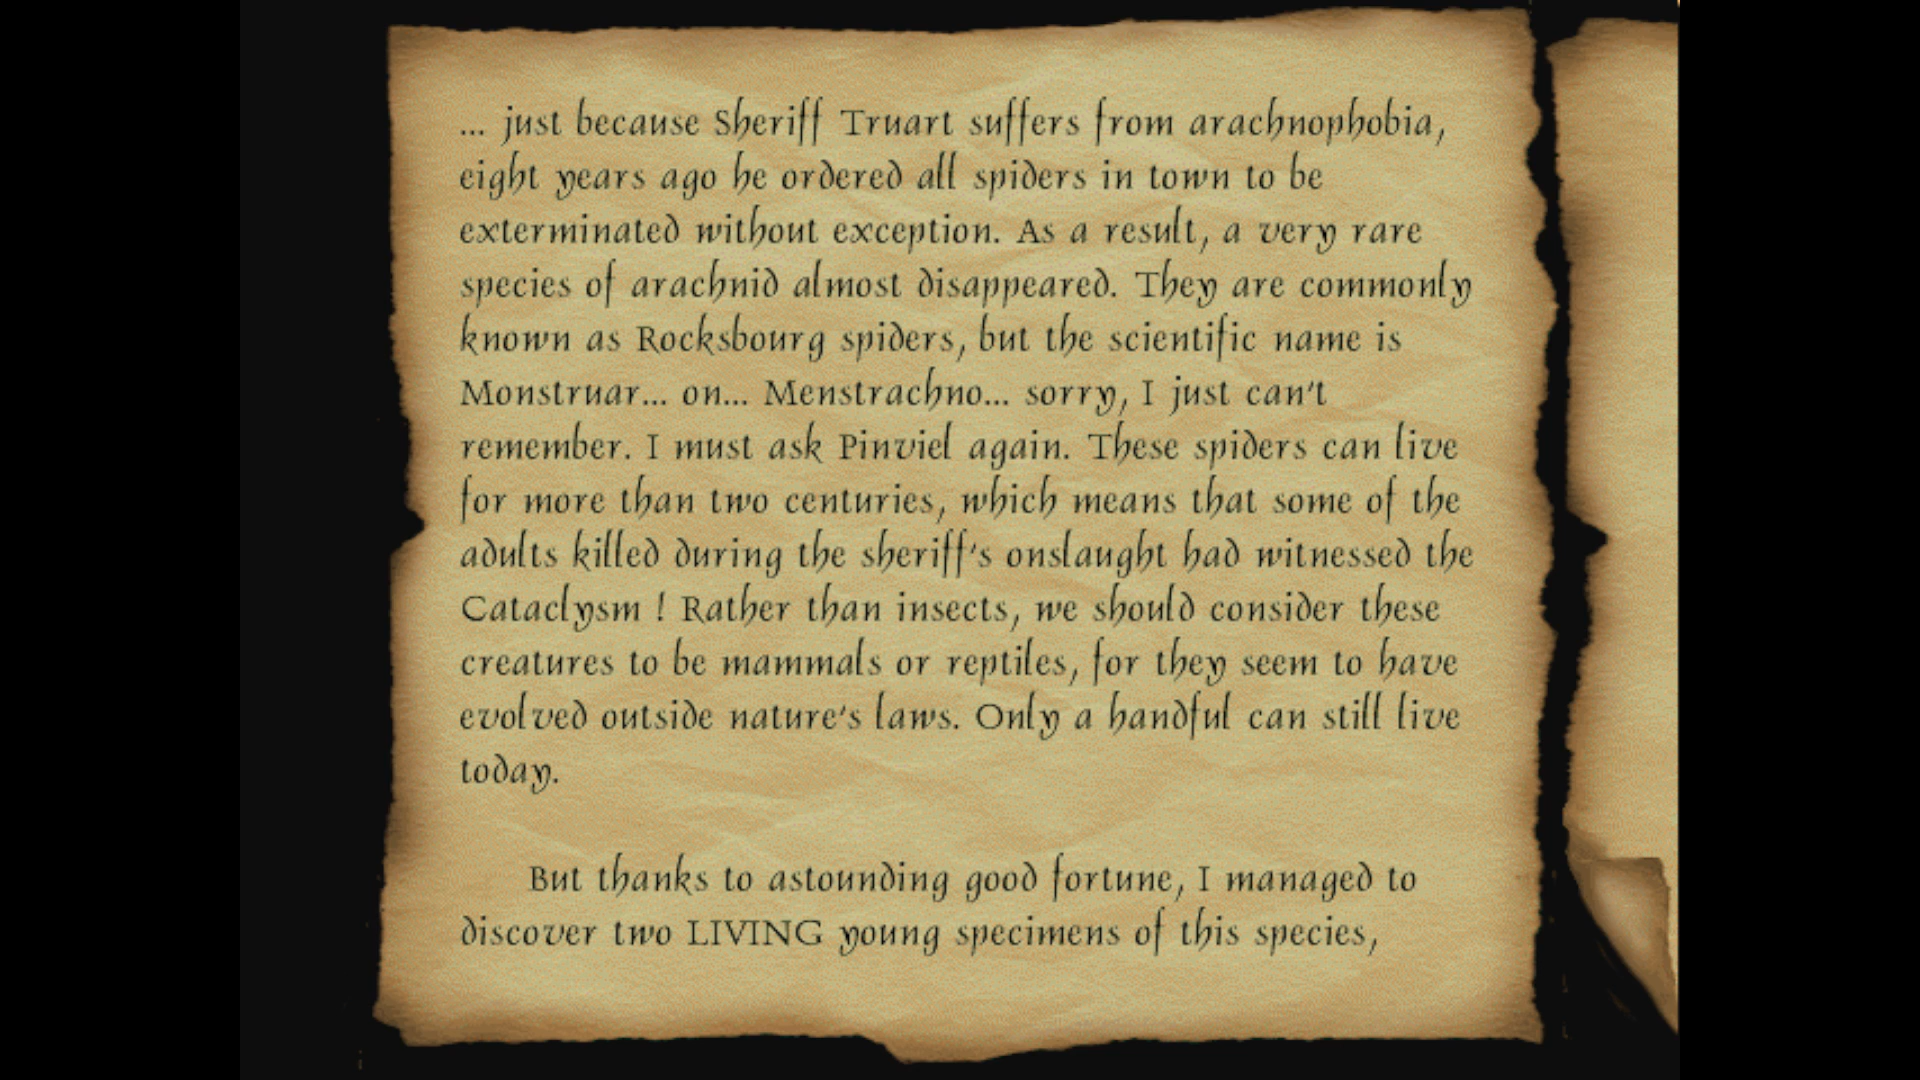 ... just because Sheriff Truart suffers from arachnophobia,
eight years ago he ordered all spiders in town to be
exterminated without exception. As a result, a very rare
species of arachnid almost disappeared. They are commonly
known as Rocksbourg spiders, but the scientific name is
Monstruar... on... Menstrachno... sorry, I just can't
remember. I must ask Pinviel again. These spiders can live
for more than two centuries, which means that some of the
adults killed during the sheriff's onslaught had witnessed the
Cataclysm ! Rather than insects, we should consider these
creatures to be mammals or reptiles, for they seem to have
evolved outside nature's laws. Only a handful can still live
today.
But thanks to astounding good fortune, I managed to
discover two LIVING young specimens of this species,